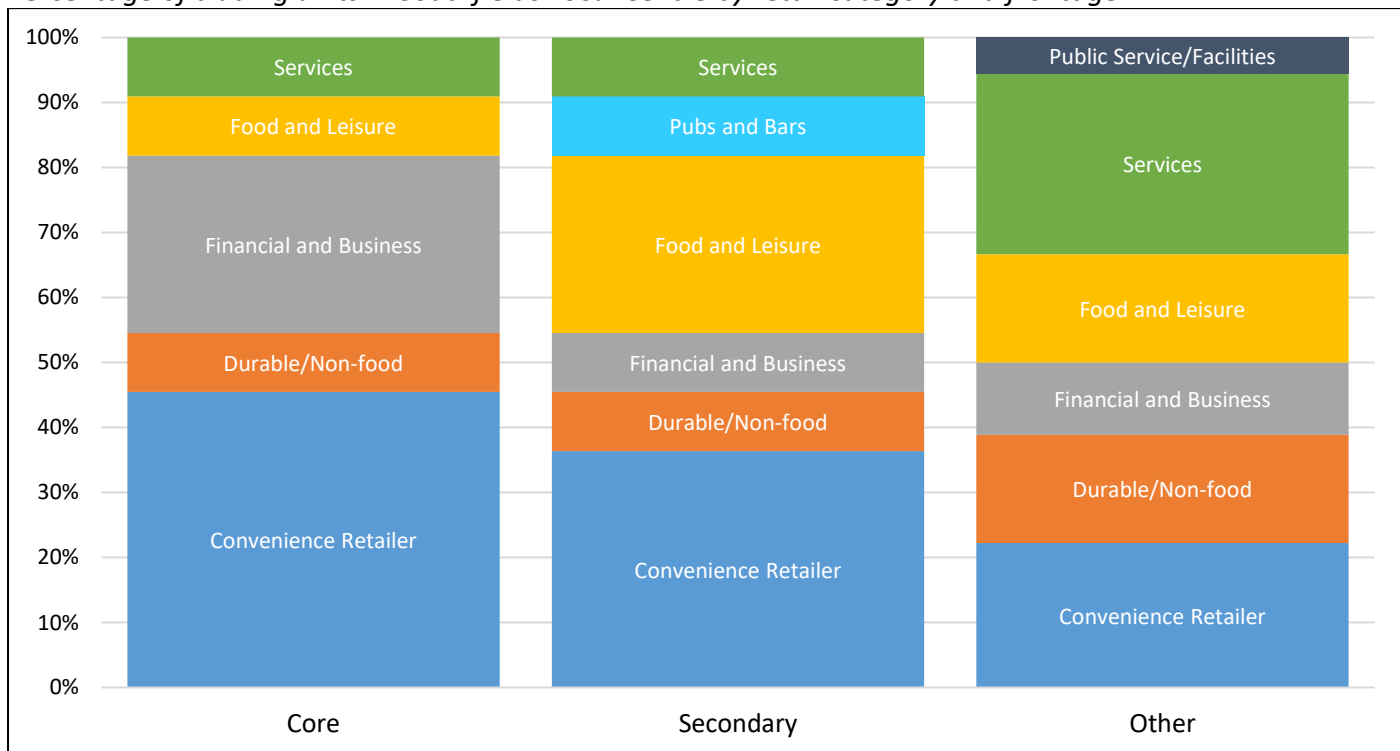 100%
90%
80%
70%
60%
50%
40%
30%
20%
10%
0%
Services
Food and Leisure
Financial and Business
Durable/Non-food
Convenience Retailer
Services
Pubs and Bars
Food and Leisure
Financial and Business
Durable/Non-food
Convenience Retailer
Public Service/Facilities
Services
Food and Leisure
Financial and Business
Durable/Non-food
Convenience Retailer
Core
Secondary
Other